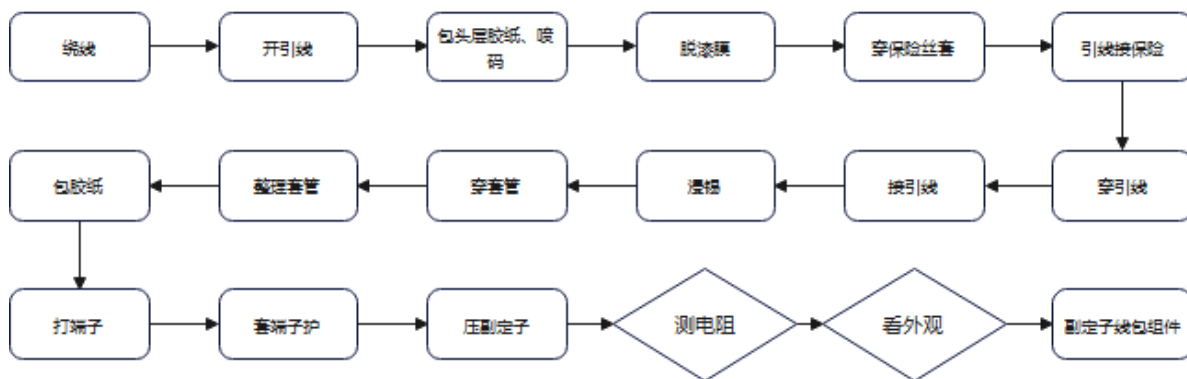 绕线
开引线
包头层胶纸、喷
码
脱漆膜
穿保险丝套
引线接保险
包胶纸
整理套管
穿套管
浸锡
接引线
穿引线
打端子
套端子护
压副定子
测电阻
看外观
副定子线包组件